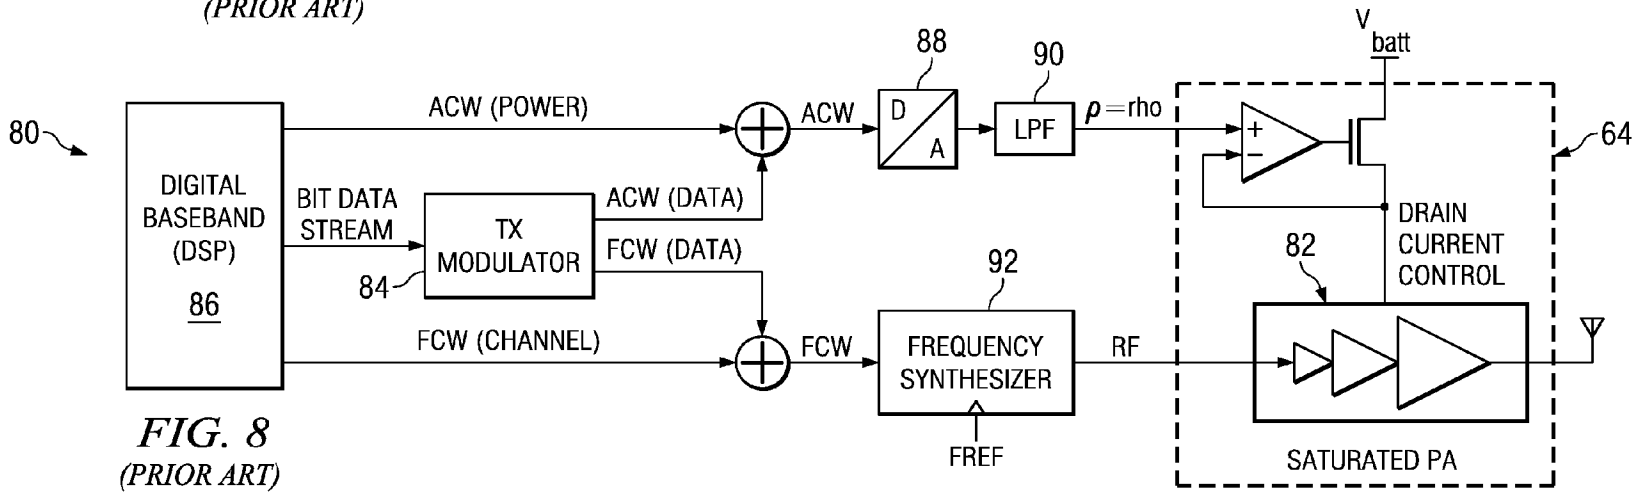 (PRIOR ART)
80
DIGITAL
BASEBAND
(DSP)
86
ACW (POWER)
BIT DATA
STREAM
TX
MODULATOR
84
ACW (DATA)
FCW (DATA)
FCW (CHANNEL)
ACW
88
D
A
90
LPF
ρ=rho
V
batt
+
−
64
DRAIN
CURRENT
CONTROL
82
FCW
92
FREQUENCY
SYNTHESIZER
FREF
RF
SATURATED PA
FIG. 8
(PRIOR ART)